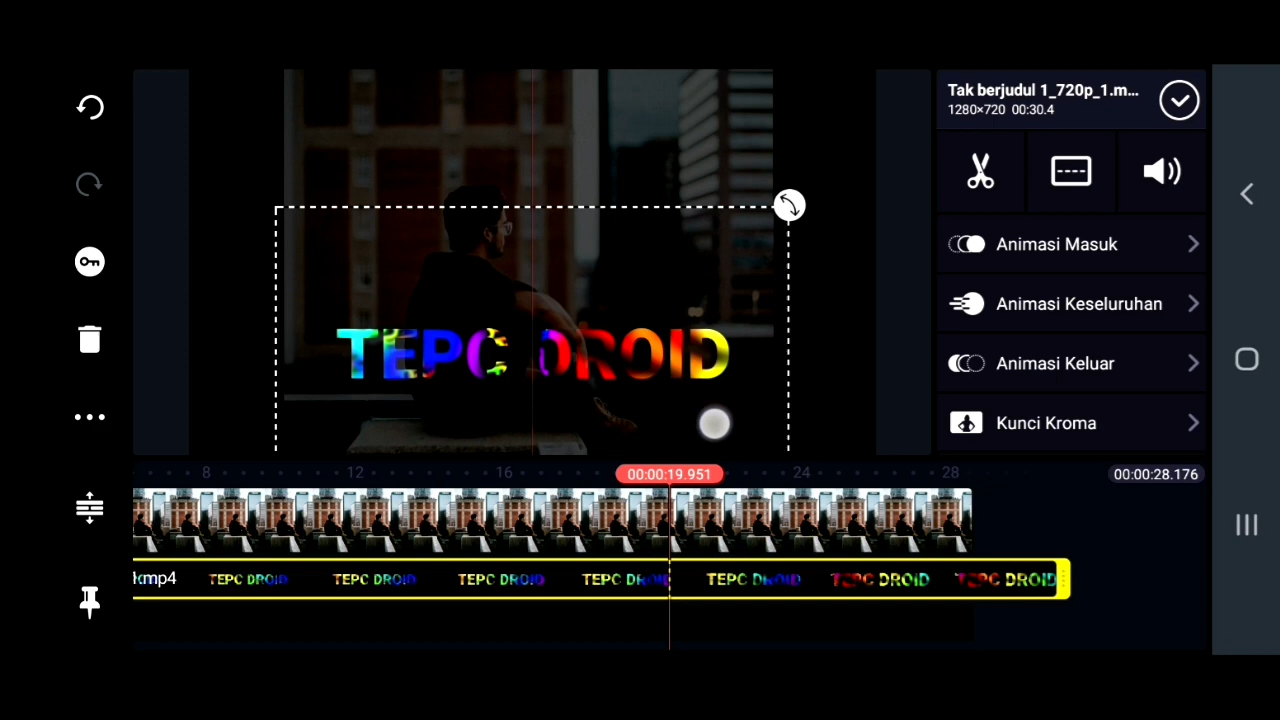 Tak berjudul 1_720p_1.m...
1280×720 00:30.4
Animasi Masuk
Animasi Keseluruhan
Animasi Keluar
Kunci Kroma
TEPC DROID
8 12 16 00:00:19.951 24 28 00:00:28.176
mp4 TEPC DROID TEPC DROID TEPC DROID TEPC DROID TEPC DROID TEPC DROID TEPC DROID